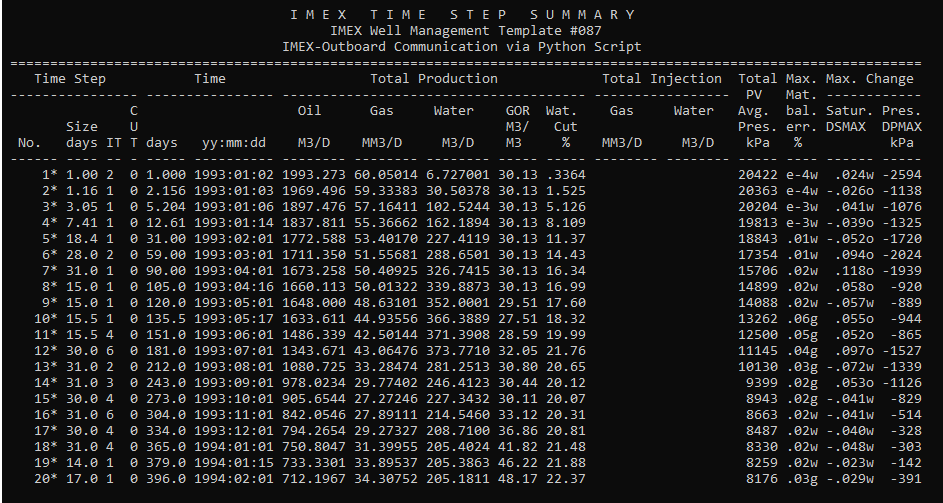 I M E X   T I M E   S T E P   S U M M A R Y
IMEX Well Management Template #087
IMEX-Outboard Communication via Python Script
================================================================================
Time Step Time Total Production Total Injection Total Max. Max. Change
--------------- ---------------- ----------------------------------- ----------------- PV Mat. -------------
C Oil Gas Water GOR Wat. Gas Water Avg. bal. Satur. Pres.
Size U M3/ Cut Pres. err. DSMAX DPMAX
No. days IT T days yy:mm:dd M3/D MM3/D M3/D M3 % MM3/D M3/D kPa % kPa
------ ---- -- - ----- ---------- -------- -------- -------- ----- ----- -------- -------- ----- ---- ------ -----
1* 1.00 2 0 1.000 1993:01:02 1993.273 60.05014 6.727001 30.13 .3364 20422 e-4w .024w -2594
2* 1.16 1 0 2.156 1993:01:03 1969.496 59.33383 30.50378 30.13 1.525 20363 e-4w -.026o -1138
3* 3.05 1 0 5.204 1993:01:06 1897.476 57.16411 102.5244 30.13 5.126 20204 e-3w .041w -1076
4* 7.41 1 0 12.61 1993:01:14 1837.811 55.36662 162.1894 30.13 8.109 19813 e-3w -.039o -1325
5* 18.4 1 0 31.00 1993:02:01 1772.588 53.40170 227.4119 30.13 11.37 18843 .01w -.052o -1720
6* 28.0 2 0 59.00 1993:03:01 1711.350 51.55681 288.6501 30.13 14.43 17354 .01w .094o -2024
7* 31.0 1 0 90.00 1993:04:01 1673.258 50.40925 326.7415 30.13 16.34 15706 .02w .118o -1939
8* 15.0 1 0 105.0 1993:04:16 1660.113 50.01322 339.8873 30.13 16.99 14899 .02w .058o -920
9* 15.0 1 0 120.0 1993:05:01 1648.000 48.63101 352.0001 29.51 17.60 14088 .02w -.057w -889
10* 15.5 1 0 135.5 1993:05:17 1633.611 44.93556 366.3889 27.51 18.32 13262 .06g .055o -944
11* 15.5 4 0 151.0 1993:06:01 1486.339 42.50144 371.3908 28.59 19.99 12500 .05g .052o -865
12* 30.0 6 0 181.0 1993:07:01 1343.671 43.06476 373.7710 32.05 21.76 11145 .04g .097o -1527
13* 31.0 2 0 212.0 1993:08:01 1080.725 33.28474 281.2513 30.80 20.65 10130 .03g -.072w -1339
14* 31.0 3 0 243.0 1993:09:01 978.0234 29.77402 246.4123 30.44 20.12 9399 .02g .053o -1126
15* 30.0 4 0 273.0 1993:10:01 905.6544 27.27246 227.3432 30.11 20.07 8943 .02g -.041w -829
16* 31.0 6 0 304.0 1993:11:01 842.0546 27.89111 214.5460 33.12 20.31 8663 .02w -.041w -514
17* 30.0 4 0 334.0 1993:12:01 794.2654 29.27327 208.7100 36.86 20.81 8487 .02w -.040w -328
18* 31.0 4 0 365.0 1994:01:01 750.8047 31.39955 205.4024 41.82 21.48 8330 .02w -.048w -303
19* 14.0 1 0 379.0 1994:01:15 733.3301 33.89537 205.3863 46.22 21.88 8259 .02w -.023w -142
20* 17.0 1 0 396.0 1994:02:01 712.1967 34.30752 205.1811 48.17 22.37 8176 .03g -.029w -391